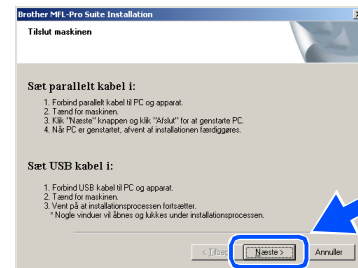 Brother MFL-Pro Suite Installation
Tilslut maskinen
Sæt parallelt kabel i:
1. Forbind parallelt kabel til PC og apparat.
2. Tænd for maskinen.
3. Klik "Næste" knappen og klik "Afslut" for at genstarte PC.
4. Når PC er genstartet, afvent af installationen færdiggøres.
Sæt USB kabel i:
1. Forbind USB kabel til PC og apparat.
2. Tænd for maskinen.
3. Vent på at installationsprocessen fortsætter.
* Nogle vinduer vil åbnes og lukkes under installationsprocessen.
Næste > Annuller